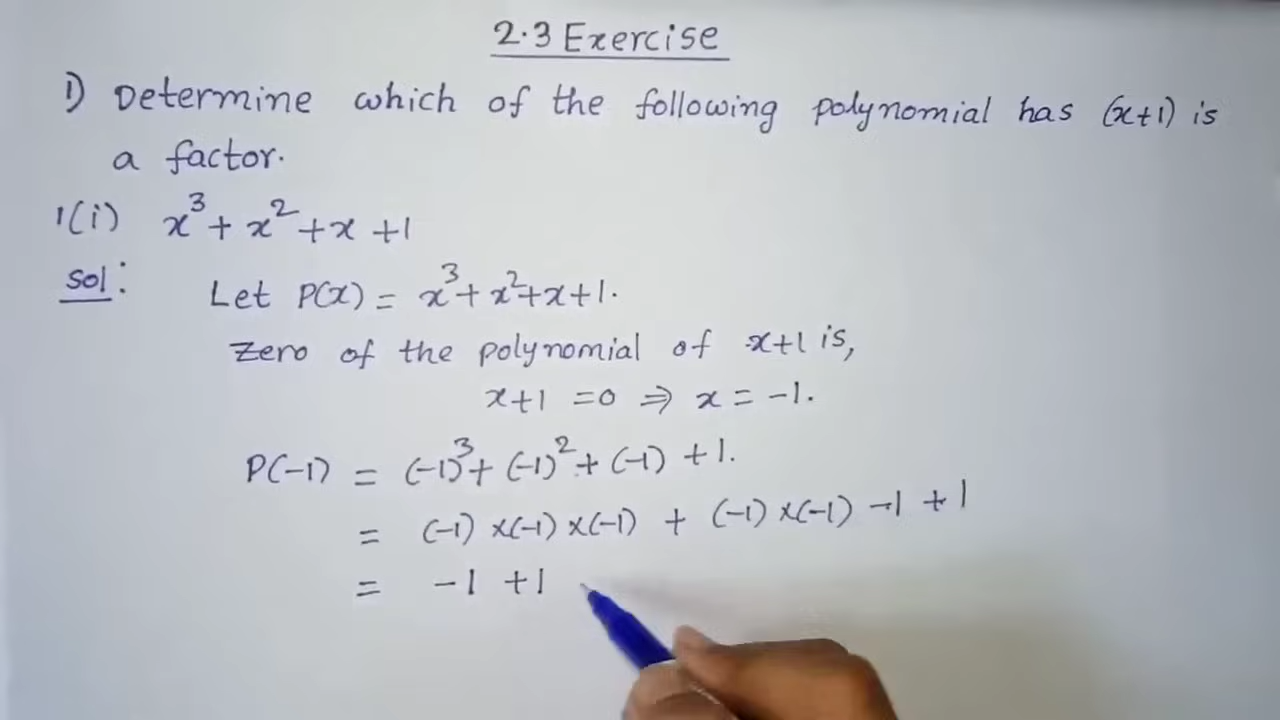 2.3 Exercise
1) Determine which of the following polynomial has (x+1) is
a factor.
1(i) x³ + x² + x + 1
Sol:
Let P(x) = x³ + x² + x + 1.
Zero of the polynomial of x+1 is,
x+1 = 0 ⇒ x = -1.
P(-1) = (-1)³ + (-1)² + (-1) + 1.
= (-1) ×(-1) ×(-1) + (-1) ×(-1) -1 + 1
= -1 +1